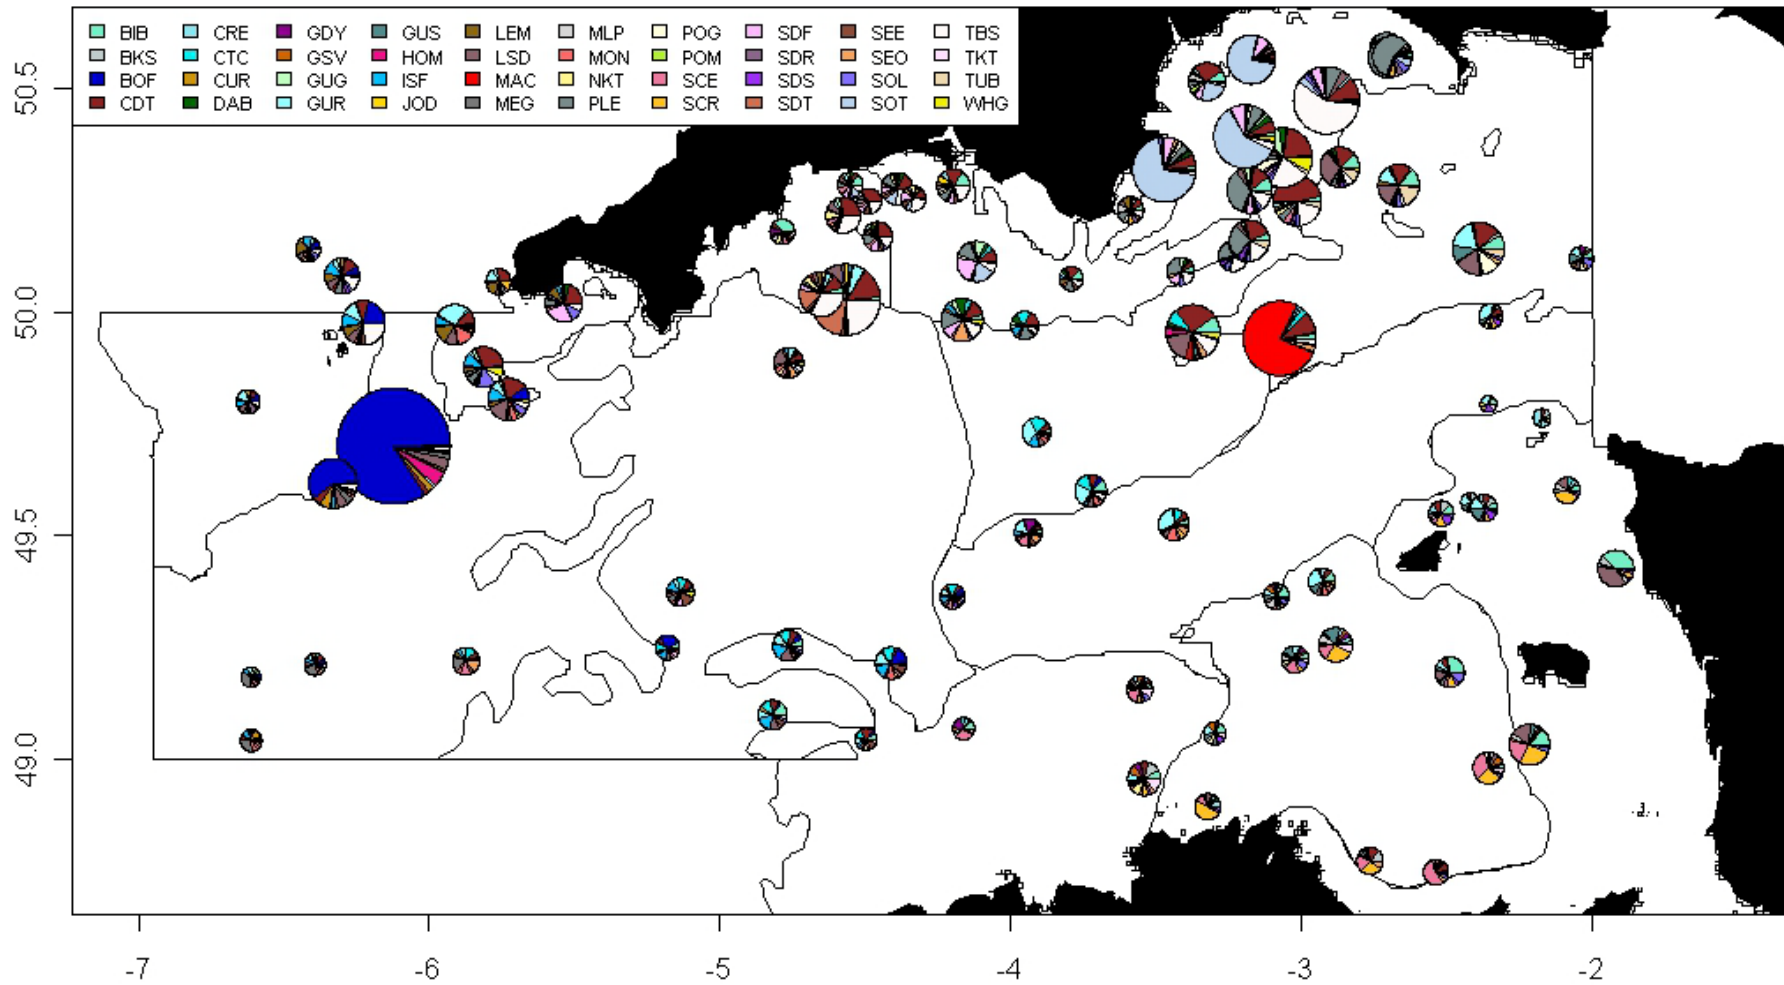 BIB CRE GDY GUS LEM MLP POG SDF SEE TBS
BKS CTC GSV HOM LSD MON POM SDR SEO TKT
BOF CUR GUG ISF MAC NKT SCE SDS SOL TUB
CDT DAB GUR JOD MEG PLE SCR SDT SOT WHG
50.5
50.0
49.5
49.0
-7 -6 -5 -4 -3 -2